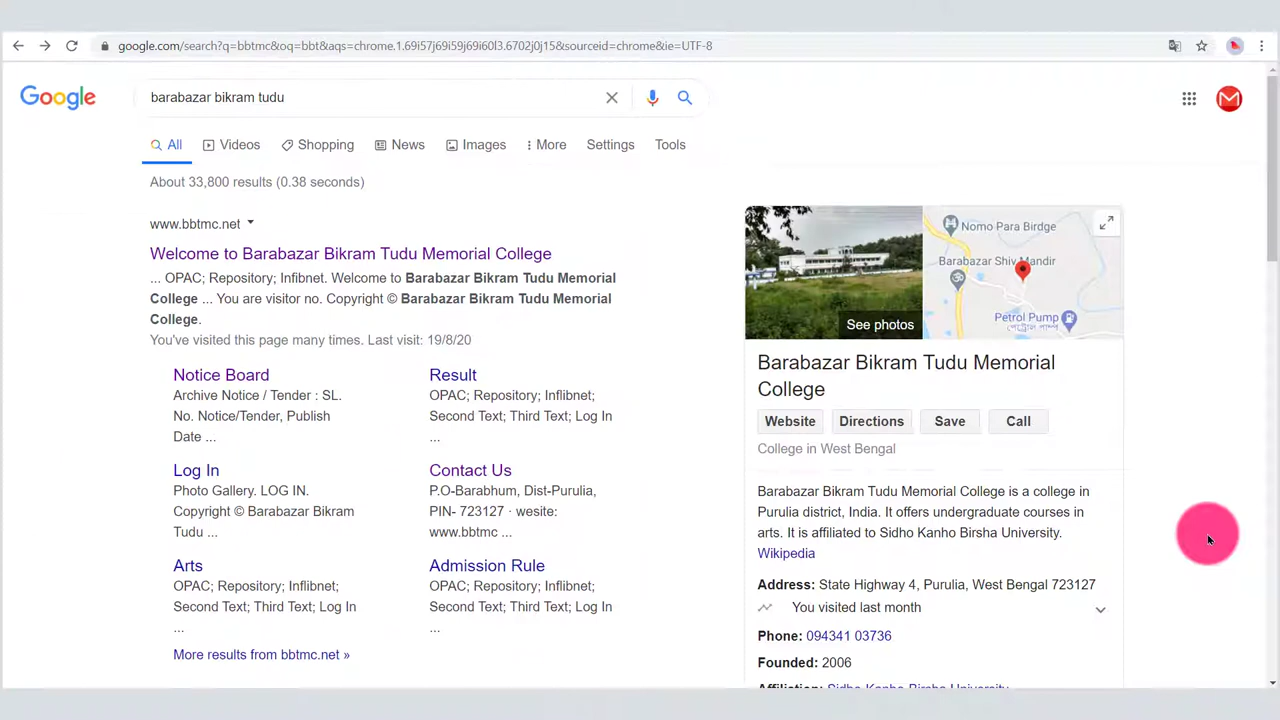 google.com/search?q=bbtmc&oq=bbt&aqs=chrome.1.69i57j69i59j69i60l3.6702j0j15&sourceid=chrome&ie=UTF-8
Google
barabazar bikram tudu
All Videos Shopping News Images More Settings Tools
About 33,800 results (0.38 seconds)
www.bbtmc.net
Welcome to Barabazar Bikram Tudu Memorial College
... OPAC; Repository; Infibnet. Welcome to Barabazar Bikram Tudu Memorial
College ... You are visitor no. Copyright © Barabazar Bikram Tudu Memorial
College.
You've visited this page many times. Last visit: 19/8/20
Notice Board
Archive Notice / Tender : SL.
No. Notice/Tender, Publish
Date ...
Result
OPAC; Repository; Inflibnet;
Second Text; Third Text; Log In
...
Log In
Photo Gallery. LOG IN.
Copyright © Barabazar Bikram
Tudu ...
Contact Us
P.O-Barabhum, Dist-Purulia,
PIN- 723127 · wesite:
www.bbtmc ...
Arts
OPAC; Repository; Inflibnet;
Second Text; Third Text; Log In
...
Admission Rule
OPAC; Repository; Inflibnet;
Second Text; Third Text; Log In
...
More results from bbtmc.net »
Nomo Para Birdge
Barabazar Shiv Mandir
Petrol Pump
পেট্রোল পাম্প
See photos
Barabazar Bikram Tudu Memorial
College
Website Directions Save Call
College in West Bengal
Barabazar Bikram Tudu Memorial College is a college in
Purulia district, India. It offers undergraduate courses in
arts. It is affiliated to Sidho Kanho Birsha University.
Wikipedia
Address: State Highway 4, Purulia, West Bengal 723127
You visited last month
Phone: 094341 03736
Founded: 2006
Affiliation: Sidho Kanho Birsha University